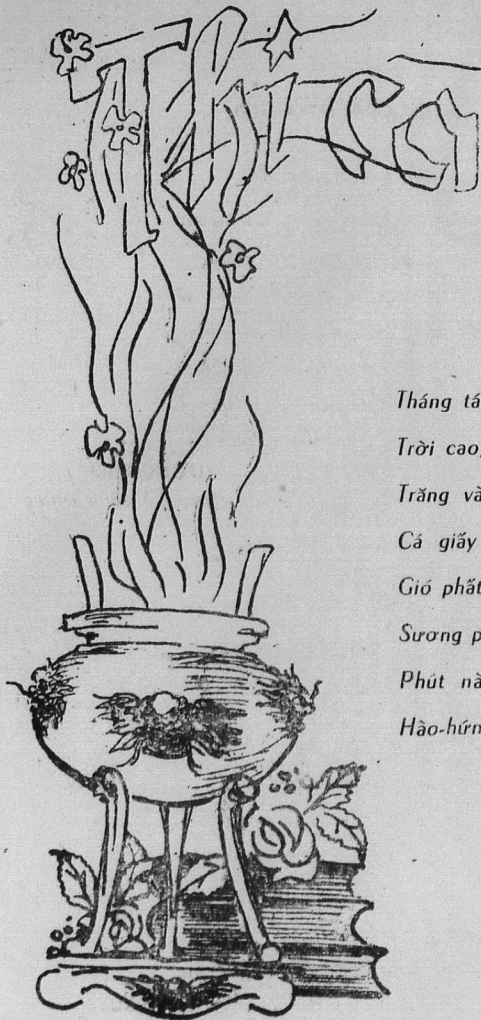 Thi ca
Tháng tá
Trời cao,
Trăng và
Cá giấy
Gió phất
Sương p
Phút nà
Hào-hứn